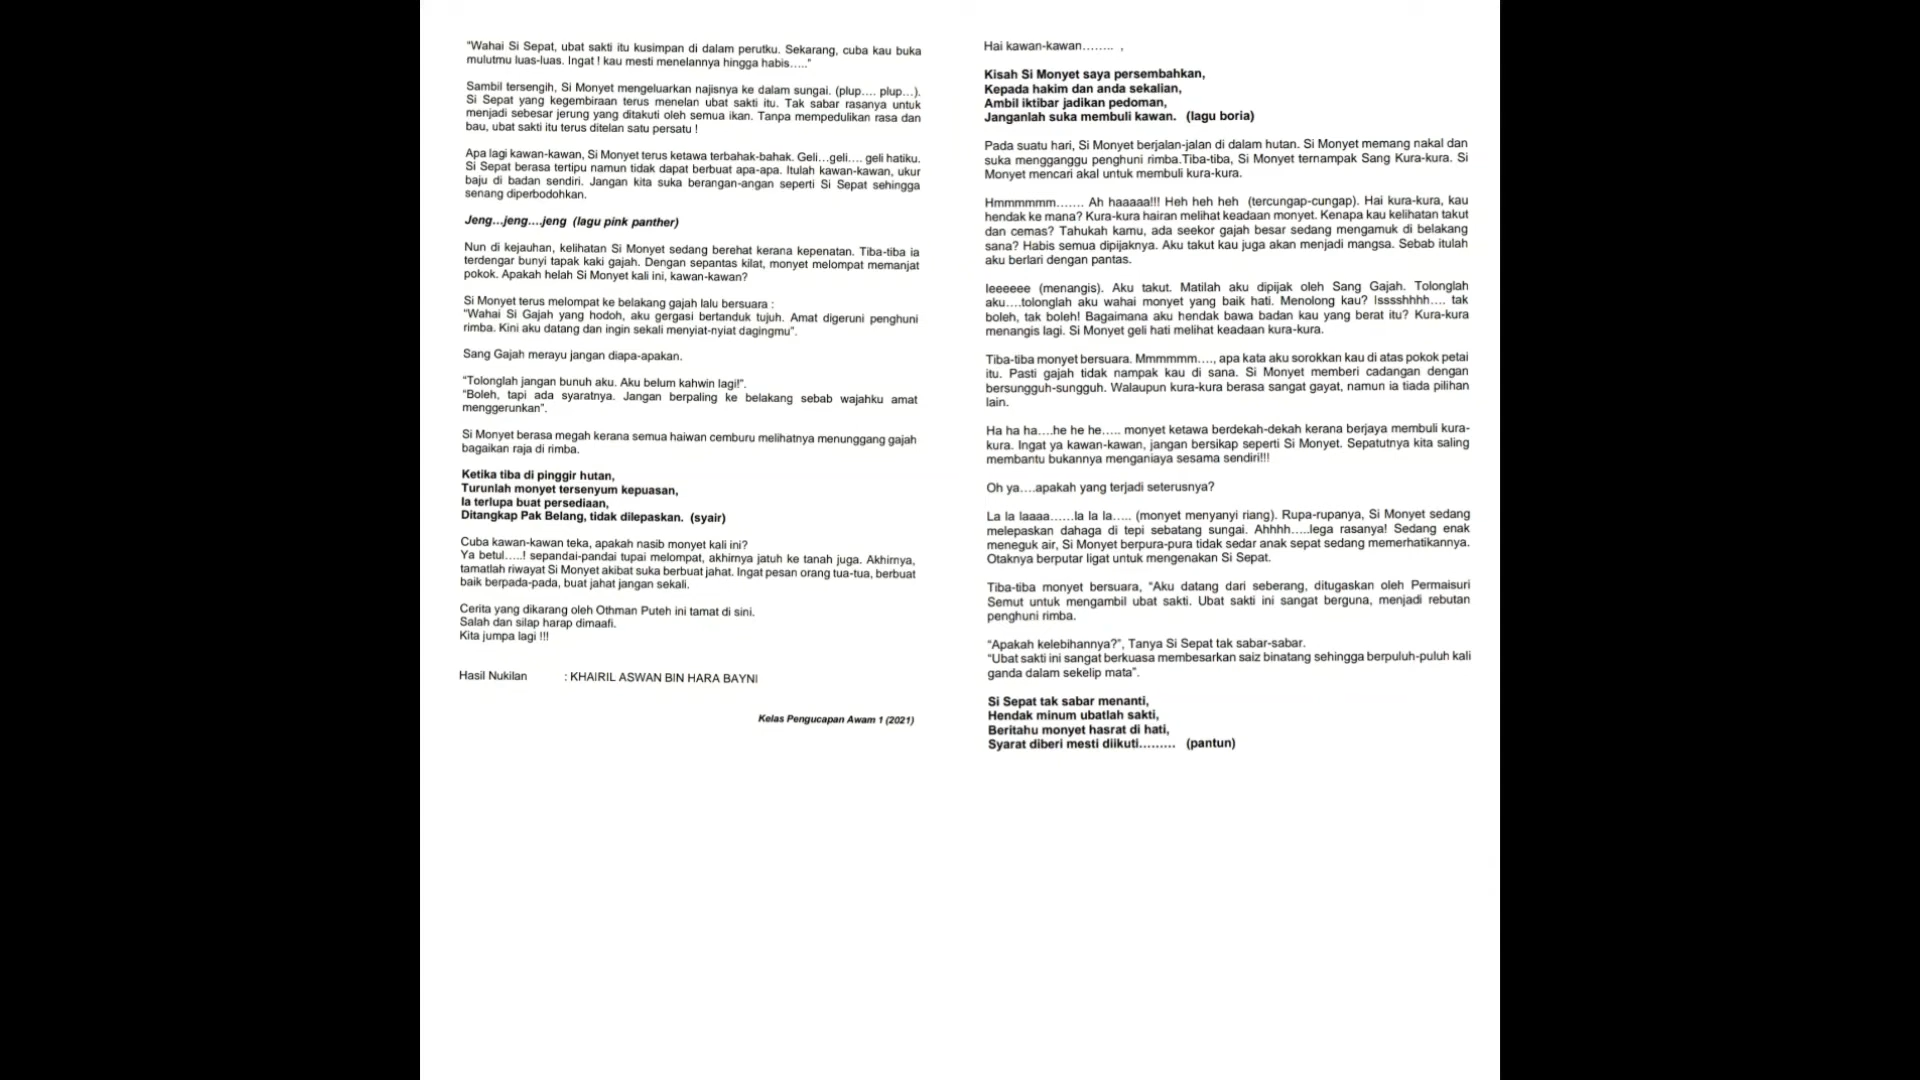 “Wahai Si Sepat, ubat sakti itu kusimpan di dalam perutku. Sekarang, cuba kau buka
mulutmu luas-luas. Ingat ! kau mesti menelannya hingga habis…..”
Sambil tersengih, Si Monyet mengeluarkan najisnya ke dalam sungai. (plup…. plup…).
Si Sepat yang kegembiraan terus menelan ubat sakti itu. Tak sabar rasanya untuk
menjadi sebesar jerung yang ditakuti oleh semua ikan. Tanpa mempedulikan rasa dan
bau, ubat sakti itu terus ditelan satu persatu !
Apa lagi kawan-kawan, Si Monyet terus ketawa terbahak-bahak. Geli…geli…. geli hatiku.
Si Sepat berasa tertipu namun tidak dapat berbuat apa-apa. Itulah kawan-kawan, ukur
baju di badan sendiri. Jangan kita suka berangan-angan seperti Si Sepat sehingga
senang diperbodohkan.
Jeng…jeng….jeng (lagu pink panther)
Nun di kejauhan, kelihatan Si Monyet sedang berehat kerana kepenatan. Tiba-tiba ia
terdengar bunyi tapak kaki gajah. Dengan sepantas kilat, monyet melompat memanjat
pokok. Apakah helah Si Monyet kali ini, kawan-kawan?
Si Monyet terus melompat ke belakang gajah lalu bersuara :
“Wahai Si Gajah yang hodoh, aku gergasi bertanduk tujuh. Amat digeruni penghuni
rimba. Kini aku datang dan ingin sekali menyiat-nyiat dagingmu”.
Sang Gajah merayu jangan diapa-apakan.
“Tolonglah jangan bunuh aku. Aku belum kahwin lagi!”.
“Boleh, tapi ada syaratnya. Jangan berpaling ke belakang sebab wajahku amat
menggerunkan”.
Si Monyet berasa megah kerana semua haiwan cemburu melihatnya menunggang gajah
bagaikan raja di rimba.
Ketika tiba di pinggir hutan,
Turunlah monyet tersenyum kepuasan,
Ia terlupa buat persediaan,
Ditangkap Pak Belang, tidak dilepaskan. (syair)
Cuba kawan-kawan teka, apakah nasib monyet kali ini?
Ya betul…..! sepandai-pandai tupai melompat, akhirnya jatuh ke tanah juga. Akhirnya,
tamatlah riwayat Si Monyet akibat suka berbuat jahat. Ingat pesan orang tua-tua, berbuat
baik berpada-pada, buat jahat jangan sekali.
Cerita yang dikarang oleh Othman Puteh ini tamat di sini.
Salah dan silap harap dimaafi.
Kita jumpa lagi !!!
Hasil Nukilan : KHAIRIL ASWAN BIN HARA BAYNI
Kelas Pengucapan Awam 1 (2021)
Hai kawan-kawan…….. ,
Kisah Si Monyet saya persembahkan,
Kepada hakim dan anda sekalian,
Ambil iktibar jadikan pedoman,
Janganlah suka membuli kawan. (lagu boria)
Pada suatu hari, Si Monyet berjalan-jalan di dalam hutan. Si Monyet memang nakal dan
suka mengganggu penghuni rimba.Tiba-tiba, Si Monyet ternampak Sang Kura-kura. Si
Monyet mencari akal untuk membuli kura-kura.
Hmmmmmm……. Ah haaaaa!!! Heh heh heh (tercungap-cungap). Hai kura-kura, kau
hendak ke mana? Kura-kura hairan melihat keadaan monyet. Kenapa kau kelihatan takut
dan cemas? Tahukah kamu, ada seekor gajah besar sedang mengamuk di belakang
sana? Habis semua dipijaknya. Aku takut kau juga akan menjadi mangsa. Sebab itulah
aku berlari dengan pantas.
Ieeeeee (menangis). Aku takut. Matilah aku dipijak oleh Sang Gajah. Tolonglah
aku….tolonglah aku wahai monyet yang baik hati. Menolong kau? Isssshhhh…. tak
boleh, tak boleh! Bagaimana aku hendak bawa badan kau yang berat itu? Kura-kura
menangis lagi. Si Monyet geli hati melihat keadaan kura-kura.
Tiba-tiba monyet bersuara. Mmmmmm…., apa kata aku sorokkan kau di atas pokok petai
itu. Pasti gajah tidak nampak kau di sana. Si Monyet memberi cadangan dengan
bersungguh-sungguh. Walaupun kura-kura berasa sangat gayat, namun ia tiada pilihan
lain.
Ha ha ha….he he he….. monyet ketawa berdekah-dekah kerana berjaya membuli kura-
kura. Ingat ya kawan-kawan, jangan bersikap seperti Si Monyet. Sepatutnya kita saling
membantu bukannya menganiaya sesama sendiri!!!
Oh ya….apakah yang terjadi seterusnya?
La la laaaa……la la la….. (monyet menyanyi riang). Rupa-rupanya, Si Monyet sedang
melepaskan dahaga di tepi sebatang sungai. Ahhhh…..lega rasanya! Sedang enak
meneguk air, Si Monyet berpura-pura tidak sedar anak sepat sedang memerhatikannya.
Otaknya berputar ligat untuk mengenakan Si Sepat.
Tiba-tiba monyet bersuara, “Aku datang dari seberang, ditugaskan oleh Permaisuri
Semut untuk mengambil ubat sakti. Ubat sakti ini sangat berguna, menjadi rebutan
penghuni rimba.
“Apakah kelebihannya?”, Tanya Si Sepat tak sabar-sabar.
“Ubat sakti ini sangat berkuasa membesarkan saiz binatang sehingga berpuluh-puluh kali
ganda dalam sekelip mata”.
Si Sepat tak sabar menanti,
Hendak minum ubatlah sakti,
Beritahu monyet hasrat di hati,
Syarat diberi mesti diikuti……… (pantun)